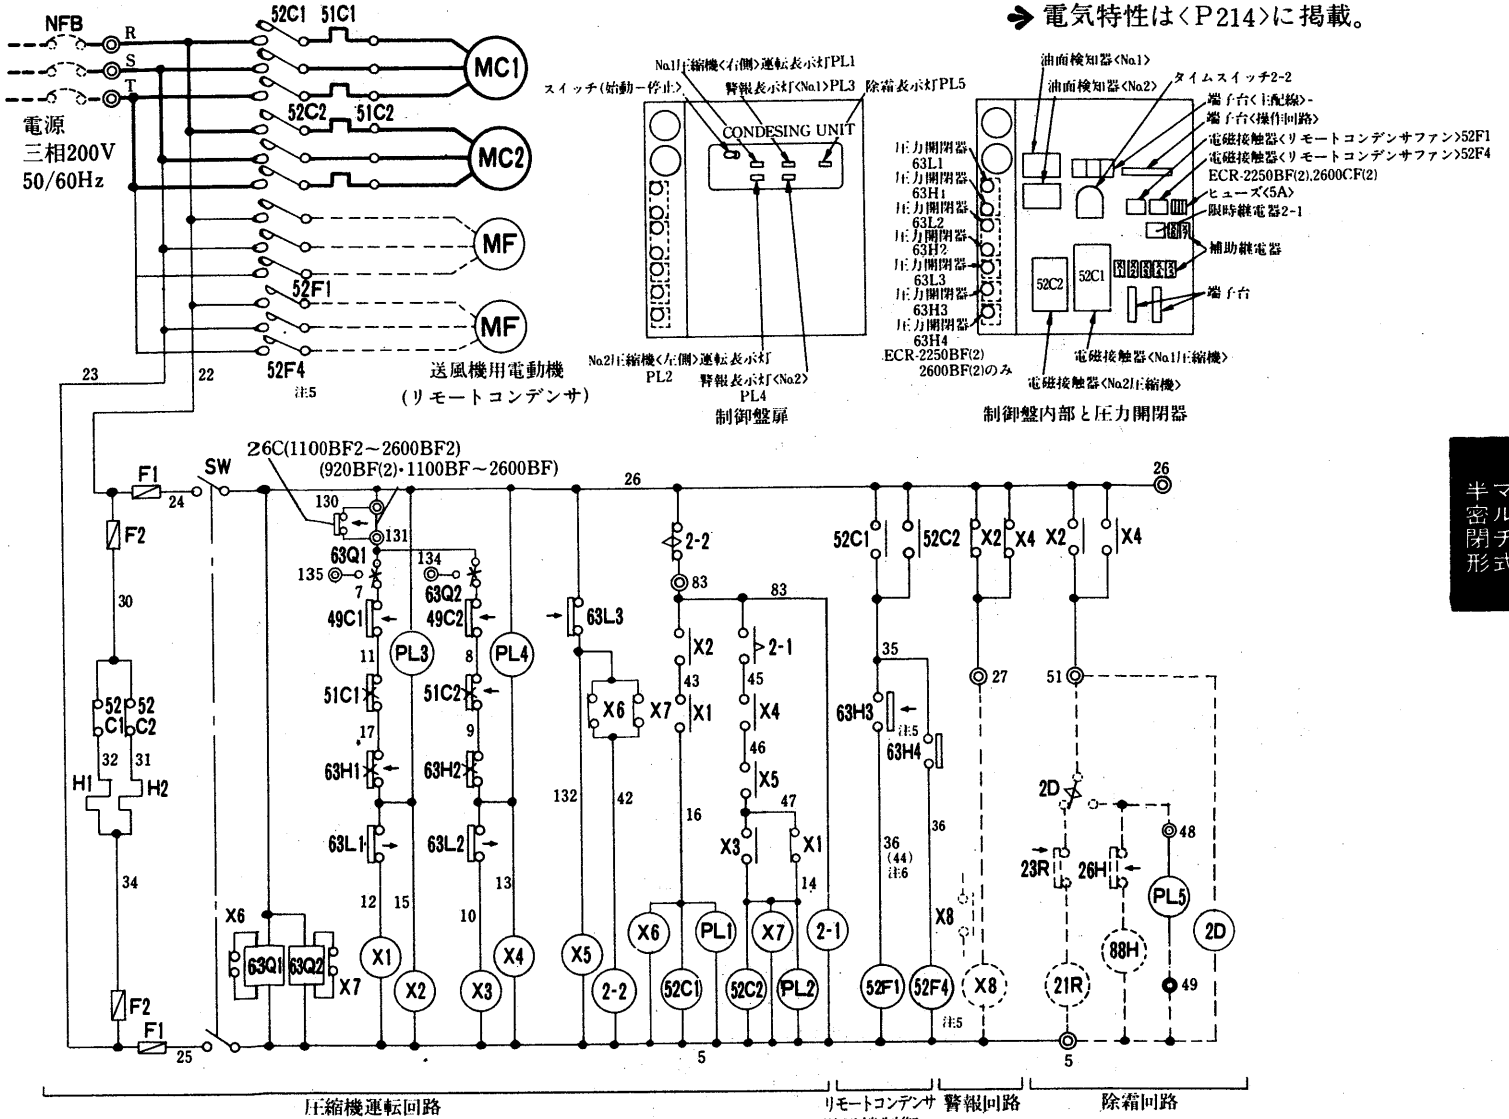 ➔ 電気特性は〈P214〉に掲載。
NFB
R
S
T
電源
三相200V
50/60Hz
52C1 51C1
MC1
52C2 51C2
MC2
MF
52F1
MF
52F4
注5
送風機用電動機
(リモートコンデンサ)
23
22
No.1圧縮機〈右側〉運転表示灯PL1
スイッチ(始動−停止)
警報表示灯〈No.1〉PL3
除霜表示灯PL5
CONDESING UNIT
No.2圧縮機〈左側〉運転表示灯
PL2
警報表示灯〈No.2〉
PL4
制御盤扉
油面検知器〈No.1〉
油面検知器〈No.2〉
タイムスイッチ2-2
端子台〈主配線〉
端子台〈操作回路〉
電磁接触器〈リモートコンデンサファン〉52F1
電磁接触器〈リモートコンデンサファン〉52F4
ECR-2250BF(2),2600CF(2)
ヒューズ〈5A〉
限時継電器2-1
補助継電器
端子台
圧力開閉器
63L1
圧力開閉器
63H1
圧力開閉器
63L2
圧力開閉器
63H2
圧力開閉器
63L3
圧力開閉器
63H3
圧力開閉器
63H4
ECR-2250BF(2)
2600BF(2)のみ
52C2
52C1
電磁接触器〈No.1圧縮機〉
電磁接触器〈No.2圧縮機〉
制御盤内部と圧力開閉器
マルチ式
半密閉形
26C(1100BF2〜2600BF2)
(920BF(2)・1100BF〜2600BF)
F1
24
SW
26
26
F2
30
52
C1
52
C2
32
31
H1
H2
34
F2
F1
25
X6
63Q1
63Q2
X7
130
131
63Q1
135
7
134
63Q2
49C1
49C2
11
PL3
8
PL4
51C1
51C2
17
9
63H1
63H2
63L1
63L2
12
15
10
13
X1
X2
X3
X4
63L3
X6
X7
132
42
X5
2-2
2-2
83
83
X2
2-1
43
45
X1
X4
46
X5
47
16
X3
X1
14
X6
PL1
X7
2-1
52C1
52C2
PL2
5
52C1
52C2
35
63H3
注5
63H4
36
(44)
注6
36
52F1
52F4
注5
X2
X4
27
X8
X8
X2
X4
51
2D
48
23R
26H
PL5
2D
88H
21R
49
5
圧縮機運転回路
リモートコンデンサ
警報回路
除霜回路